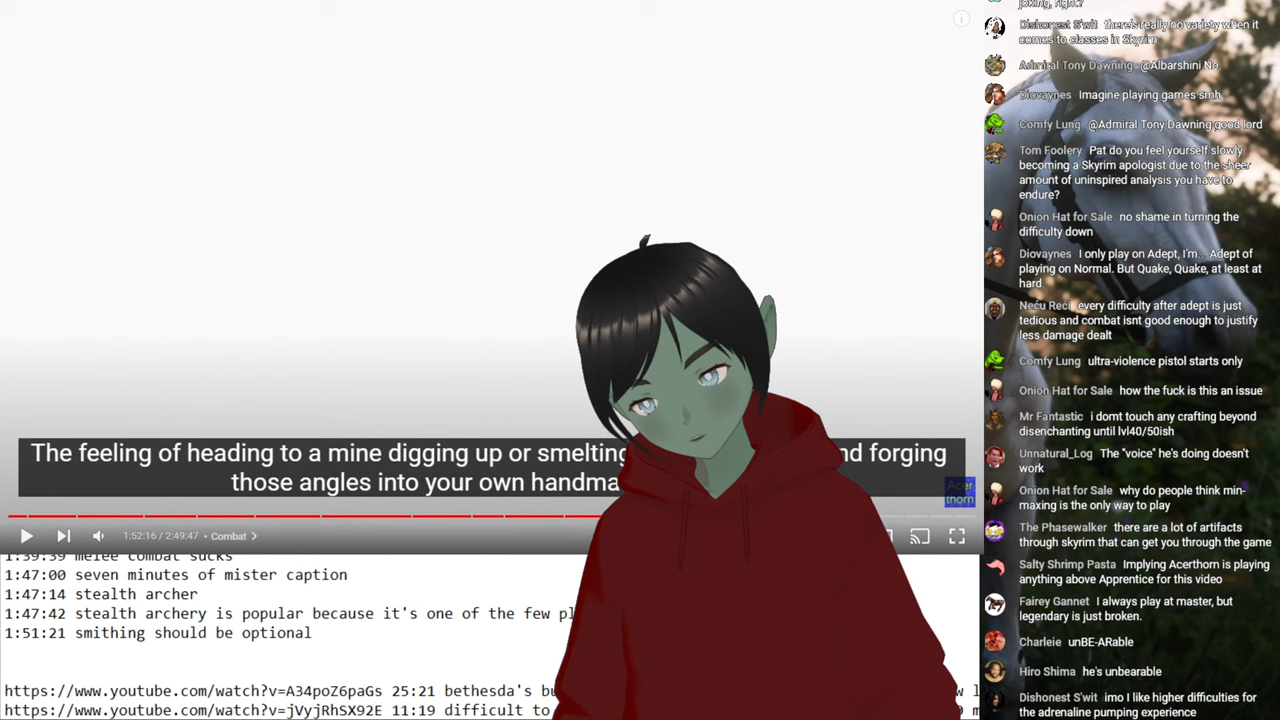 The feeling of heading to a mine digging up or smelting
nd forging
those angles into your own handma
Acer
thorn
1:52:16 / 2:49:47 • Combat >
1:39:39 melee combat sucks
1:47:00 seven minutes of mister caption
1:47:14 stealth archer
1:47:42 stealth archery is popular because it's one of the few pl
1:51:21 smithing should be optional
https://www.youtube.com/watch?v=A34poZ6paGs 25:21 bethesda's bu
11:19 difficult to
joking, right?
Dishonest S'wit there's really no variety when it
comes to classes in Skyrim
Admiral Tony Dawning @Albarshini No.
Diovaynes Imagine playing games smh
Comfy Lung @Admiral Tony Dawning good lord
Tom Foolery Pat do you feel yourself slowly
becoming a Skyrim apologist due to the sheer
amount of uninspired analysis you have to
endure?
Onion Hat for Sale no shame in turning the
difficulty down
Diovaynes I only play on Adept, I'm... Adept of
playing on Normal. But Quake, Quake, at least at
hard.
Neću Reći every difficulty after adept is just
tedious and combat isnt good enough to justify
less damage dealt
Comfy Lung ultra-violence pistol starts only
Onion Hat for Sale how the fuck is this an issue
Mr Fantastic i dornt touch any crafting beyond
disenchanting until lvl40/50ish
Unnatural_Log The "voice" he's doing doesn't
work
Onion Hat for Sale why do people think min-
maxing is the only way to play
The Phasewalker there are a lot of artifacts
through skyrim that can get you through the game
Salty Shrimp Pasta Implying Acerthorn is playing
anything above Apprentice for this video
Fairey Gannet I always play at master, but
legendary is just broken.
Charleie unBE-ARable
Hiro Shima he's unbearable
Dishonest S'wit imo I like higher difficulties for
the adrenaline pumping experience